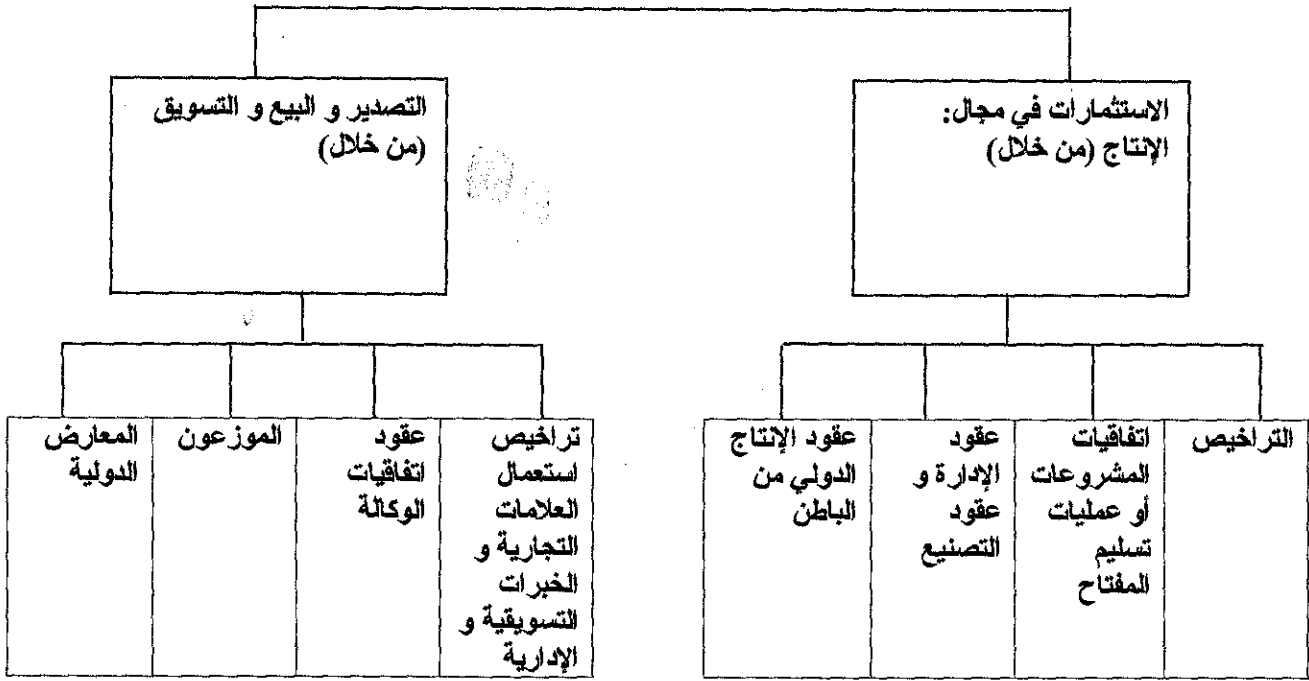 الاستثمارات في مجال:
الإنتاج (من خلال)
التصدير و البيع و التسويق
(من خلال)
التراخيص
اتفاقيات
المشروعات
أو عمليات
تسليم
المفتاح
عقود
الإدارة و
عقود
التصنيع
عقود الإنتاج
الدولي من
الباطن
تراخيص
استعمال
العلامات
التجارية و
الخبرات
التسويقية و
الإدارية
عقود
اتفاقيات
الوكالة
الموزعون
المعارض
الدولية